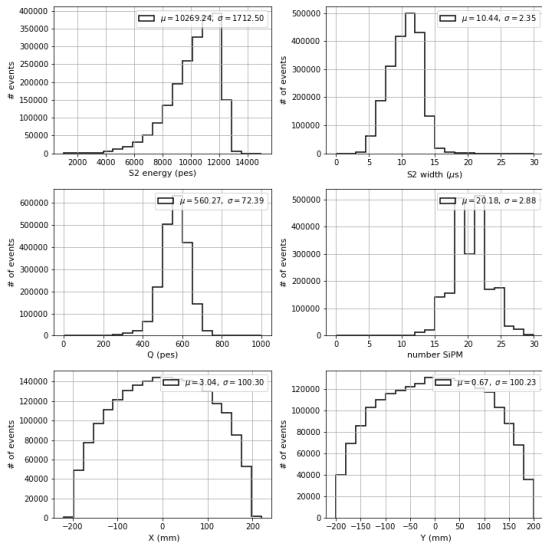 μ = 10269.24, σ = 1712.50
400000
350000
300000
250000
200000
150000
100000
50000
0
# events
2000 4000 6000 8000 10000 12000 14000
S2 energy (pes)
μ = 10.44, σ = 2.35
500000
400000
300000
200000
100000
0
# of events
0 5 10 15 20 25 30
S2 width (μs)
μ = 560.27, σ = 72.39
600000
500000
400000
300000
200000
100000
0
# of events
0 200 400 600 800 1000
Q (pes)
μ = 20.18, σ = 2.88
500000
400000
300000
200000
100000
0
# of events
0 5 10 15 20 25 30
number SiPM
μ = 3.04, σ = 100.30
140000
120000
100000
80000
60000
40000
20000
0
# of events
−200 −100 0 100 200
X (mm)
μ = 0.67, σ = 100.23
120000
100000
80000
60000
40000
20000
0
# of events
−200 −150 −100 −50 0 50 100 150 200
Y (mm)